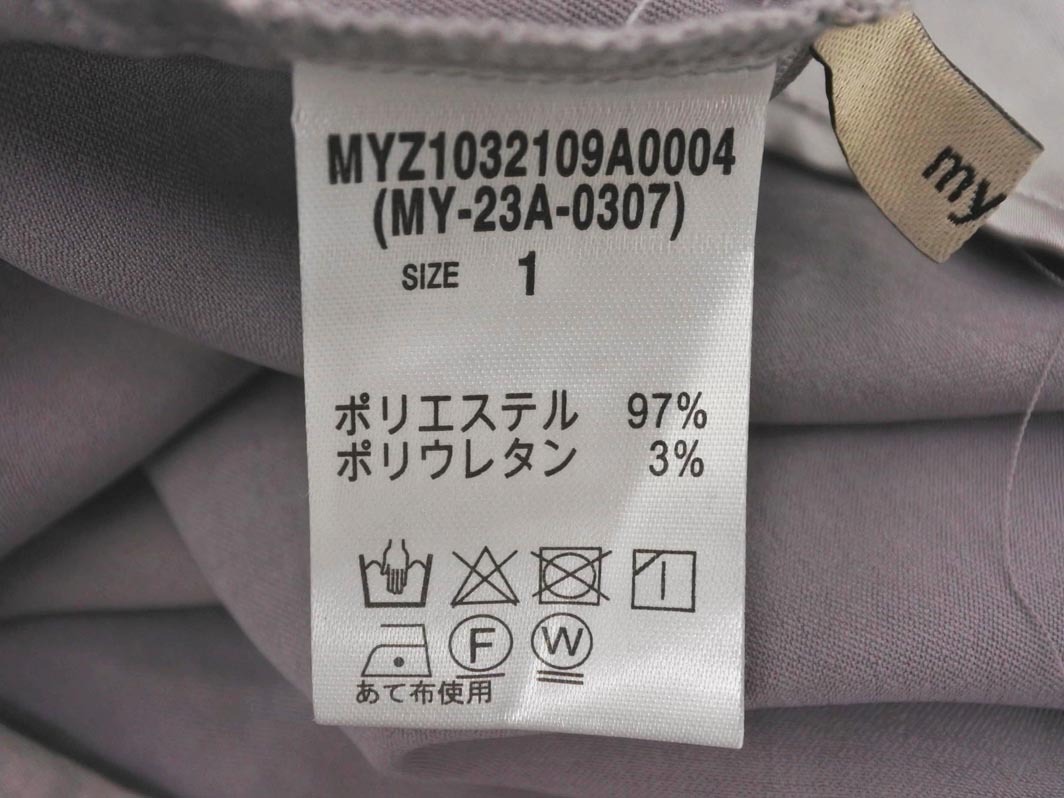 MYZ1032109A0004
(MY-23A-0307)
SIZE 1
ポリエステル 97%
ポリウレタン 3%
F W
あて布使用
my